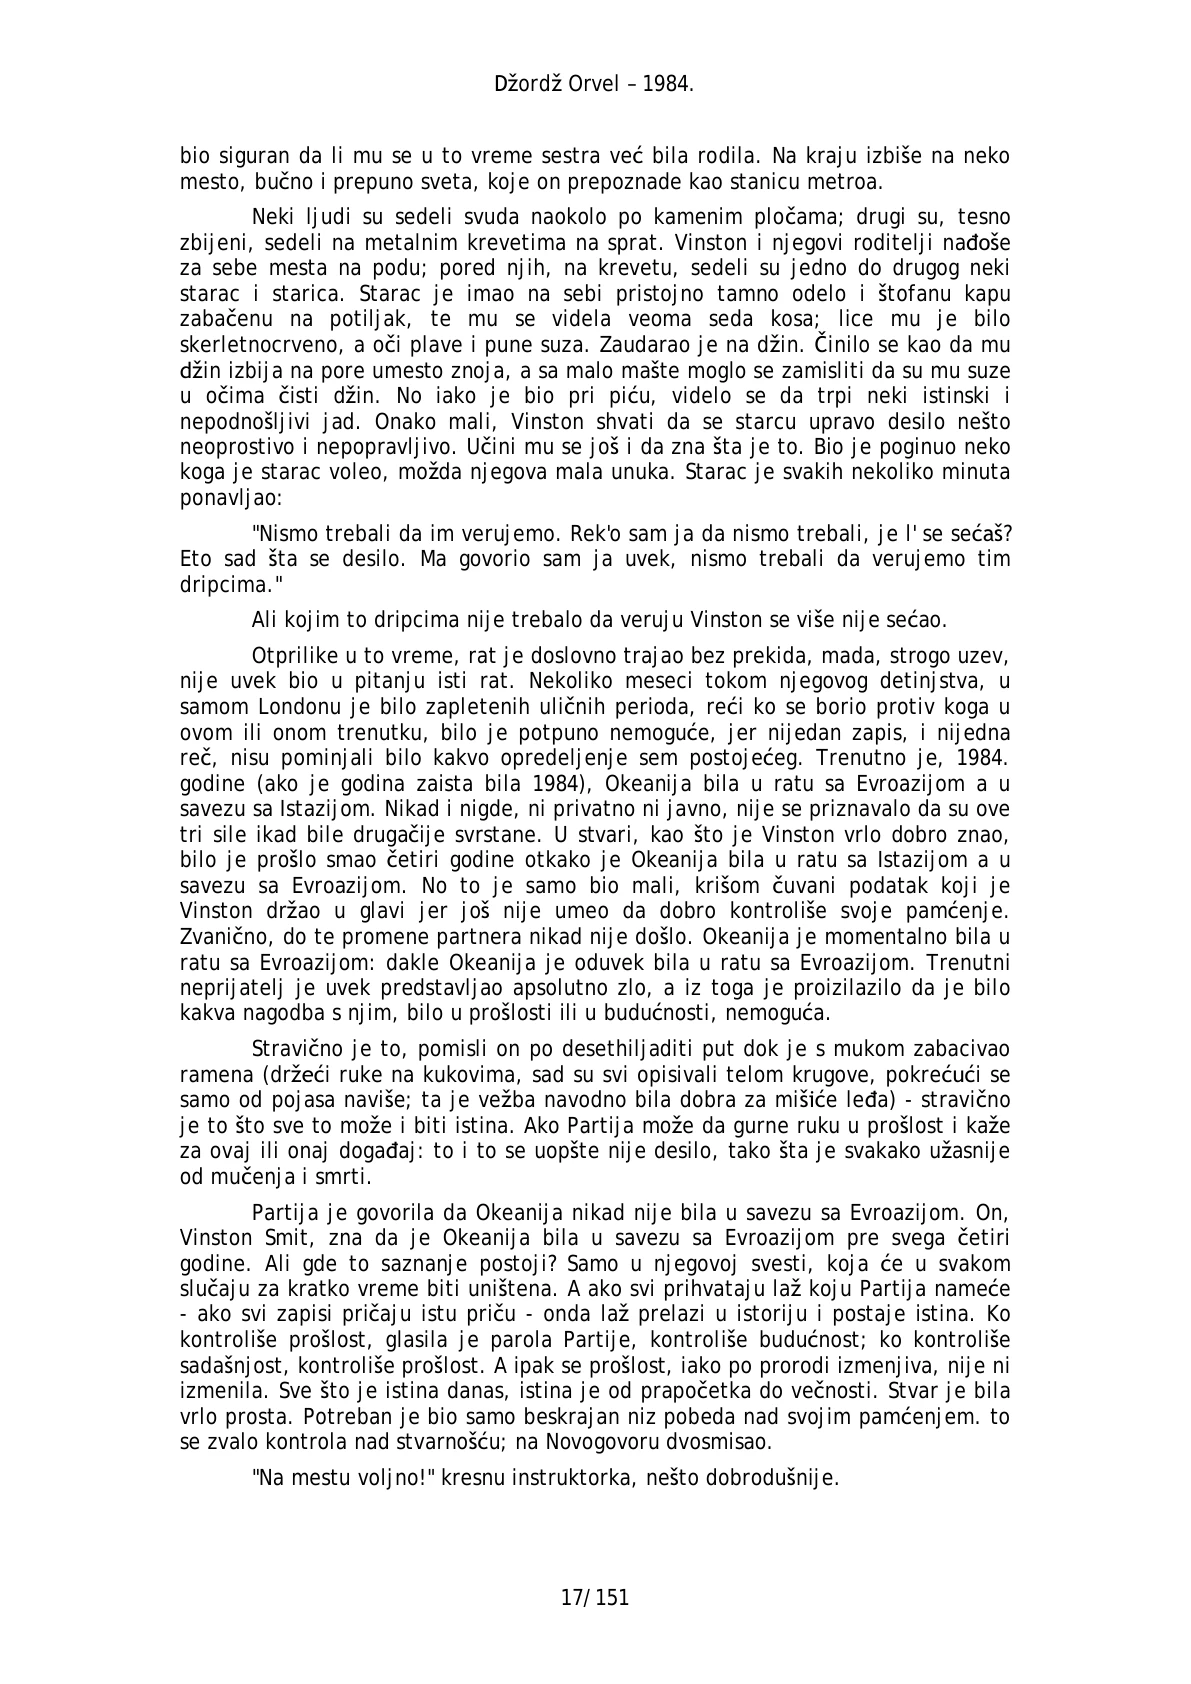 Džordž Orvel – 1984.
bio siguran da li mu se u to vreme sestra već bila rodila. Na kraju izbiše na neko
mesto, bučno i prepuno sveta, koje on prepoznade kao stanicu metroa.
Neki ljudi su sedeli svuda naokolo po kamenim pločama; drugi su, tesno
zbijeni, sedeli na metalnim krevetima na sprat. Vinston i njegovi roditelji nađoše
za sebe mesta na podu; pored njih, na krevetu, sedeli su jedno do drugog neki
starac i starica. Starac je imao na sebi pristojno tamno odelo i štofanu kapu
zabačenu na potiljak, te mu se videla veoma seda kosa; lice mu je bilo
skerletnocrveno, a oči plave i pune suza. Zaudarao je na džin. Činilo se kao da mu
džin izbija na pore umesto znoja, a sa malo mašte moglo se zamisliti da su mu suze
u očima čisti džin. No iako je bio pri piću, videlo se da trpi neki istinski i
nepodnošljivi jad. Onako mali, Vinston shvati da se starcu upravo desilo nešto
neoprostivo i nepopravljivo. Učini mu se još i da zna šta je to. Bio je poginuo neko
koga je starac voleo, možda njegova mala unuka. Starac je svakih nekoliko minuta
ponavljao:
"Nismo trebali da im verujemo. Rek'o sam ja da nismo trebali, je l' se sećaš?
Eto sad šta se desilo. Ma govorio sam ja uvek, nismo trebali da verujemo tim
dripcima."
Ali kojim to dripcima nije trebalo da veruju Vinston se više nije sećao.
Otprilike u to vreme, rat je doslovno trajao bez prekida, mada, strogo uzev,
nije uvek bio u pitanju isti rat. Nekoliko meseci tokom njegovog detinjstva, u
samom Londonu je bilo zapletenih uličnih perioda, reći ko se borio protiv koga u
ovom ili onom trenutku, bilo je potpuno nemoguće, jer nijedan zapis, i nijedna
reč, nisu pominjali bilo kakvo opredeljenje sem postojećeg. Trenutno je, 1984.
godine (ako je godina zaista bila 1984), Okeanija bila u ratu sa Evroazijom a u
savezu sa Istazijom. Nikad i nigde, ni privatno ni javno, nije se priznavalo da su ove
tri sile ikad bile drugačije svrstane. U stvari, kao što je Vinston vrlo dobro znao,
bilo je prošlo smao četiri godine otkako je Okeanija bila u ratu sa Istazijom a u
savezu sa Evroazijom. No to je samo bio mali, krišom čuvani podatak koji je
Vinston držao u glavi jer još nije umeo da dobro kontroliše svoje pamćenje.
Zvanično, do te promene partnera nikad nije došlo. Okeanija je momentalno bila u
ratu sa Evroazijom: dakle Okeanija je oduvek bila u ratu sa Evroazijom. Trenutni
neprijatelj je uvek predstavljao apsolutno zlo, a iz toga je proizilazilo da je bilo
kakva nagodba s njim, bilo u prošlosti ili u budućnosti, nemoguća.
Stravično je to, pomisli on po desethiljaditi put dok je s mukom zabacivao
ramena (držeći ruke na kukovima, sad su svi opisivali telom krugove, pokrećući se
samo od pojasa naviše; ta je vežba navodno bila dobra za mišiće leđa) - stravično
je to što sve to može i biti istina. Ako Partija može da gurne ruku u prošlost i kaže
za ovaj ili onaj događaj: to i to se uopšte nije desilo, tako šta je svakako užasnije
od mučenja i smrti.
Partija je govorila da Okeanija nikad nije bila u savezu sa Evroazijom. On,
Vinston Smit, zna da je Okeanija bila u savezu sa Evroazijom pre svega četiri
godine. Ali gde to saznanje postoji? Samo u njegovoj svesti, koja će u svakom
slučaju za kratko vreme biti uništena. A ako svi prihvataju laž koju Partija nameće
- ako svi zapisi pričaju istu priču - onda laž prelazi u istoriju i postaje istina. Ko
kontroliše prošlost, glasila je parola Partije, kontroliše budućnost; ko kontroliše
sadašnjost, kontroliše prošlost. A ipak se prošlost, iako po prorodi izmenjiva, nije ni
izmenila. Sve što je istina danas, istina je od prapočetka do večnosti. Stvar je bila
vrlo prosta. Potreban je bio samo beskrajan niz pobeda nad svojim pamćenjem. to
se zvalo kontrola nad stvarnošću; na Novogovoru dvosmisao.
"Na mestu voljno!" kresnu instruktorka, nešto dobrodušnije.
17/ 151